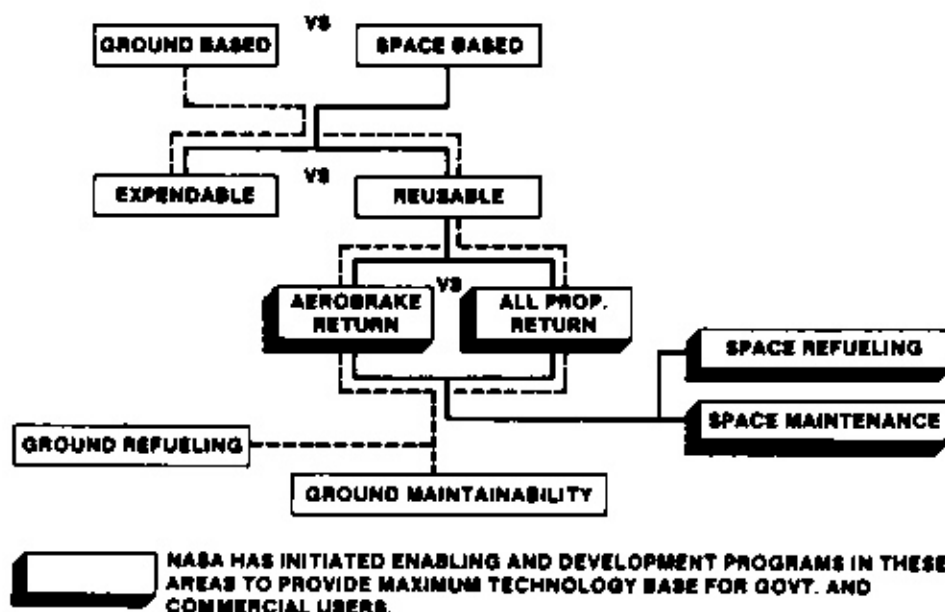 VS
GROUND BASED
SPACE BASED
VS
EXPENDABLE
REUSABLE
VS
AEROBRAKE
RETURN
ALL PROP.
RETURN
SPACE REFUELING
SPACE MAINTENANCE
GROUND REFUELING
GROUND MAINTAINABILITY
NASA HAS INITIATED ENABLING AND DEVELOPMENT PROGRAMS IN THESE
AREAS TO PROVIDE MAXIMUM TECHNOLOGY BASE FOR GOVT. AND
COMMERCIAL USERS.